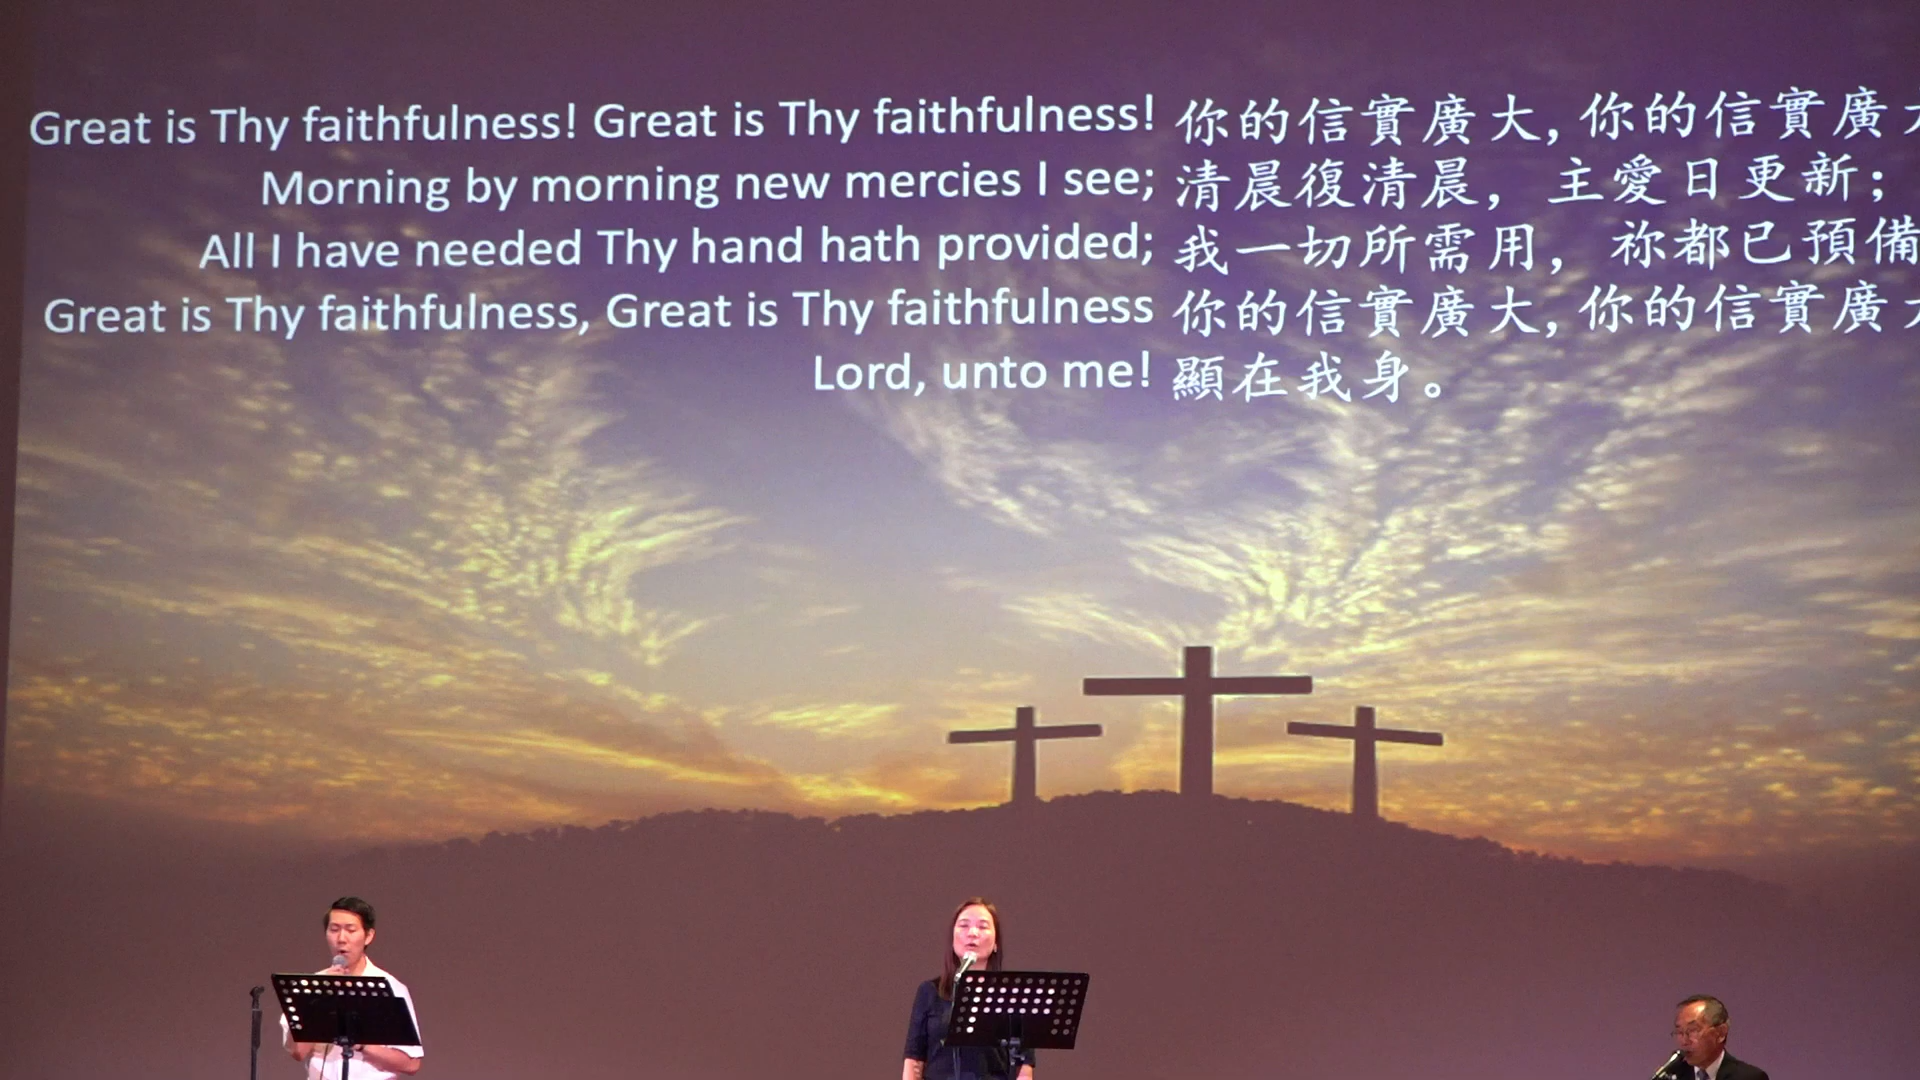 Great is Thy faithfulness! Great is Thy faithfulness! 你的信實廣大, 你的信實廣
Morning by morning new mercies I see; 清晨復清晨，主愛日更新；
All I have needed Thy hand hath provided; 我一切所需用，祢都已預備
Great is Thy faithfulness, Great is Thy faithfulness 你的信實廣大, 你的信實廣
Lord, unto me! 顯在我身。